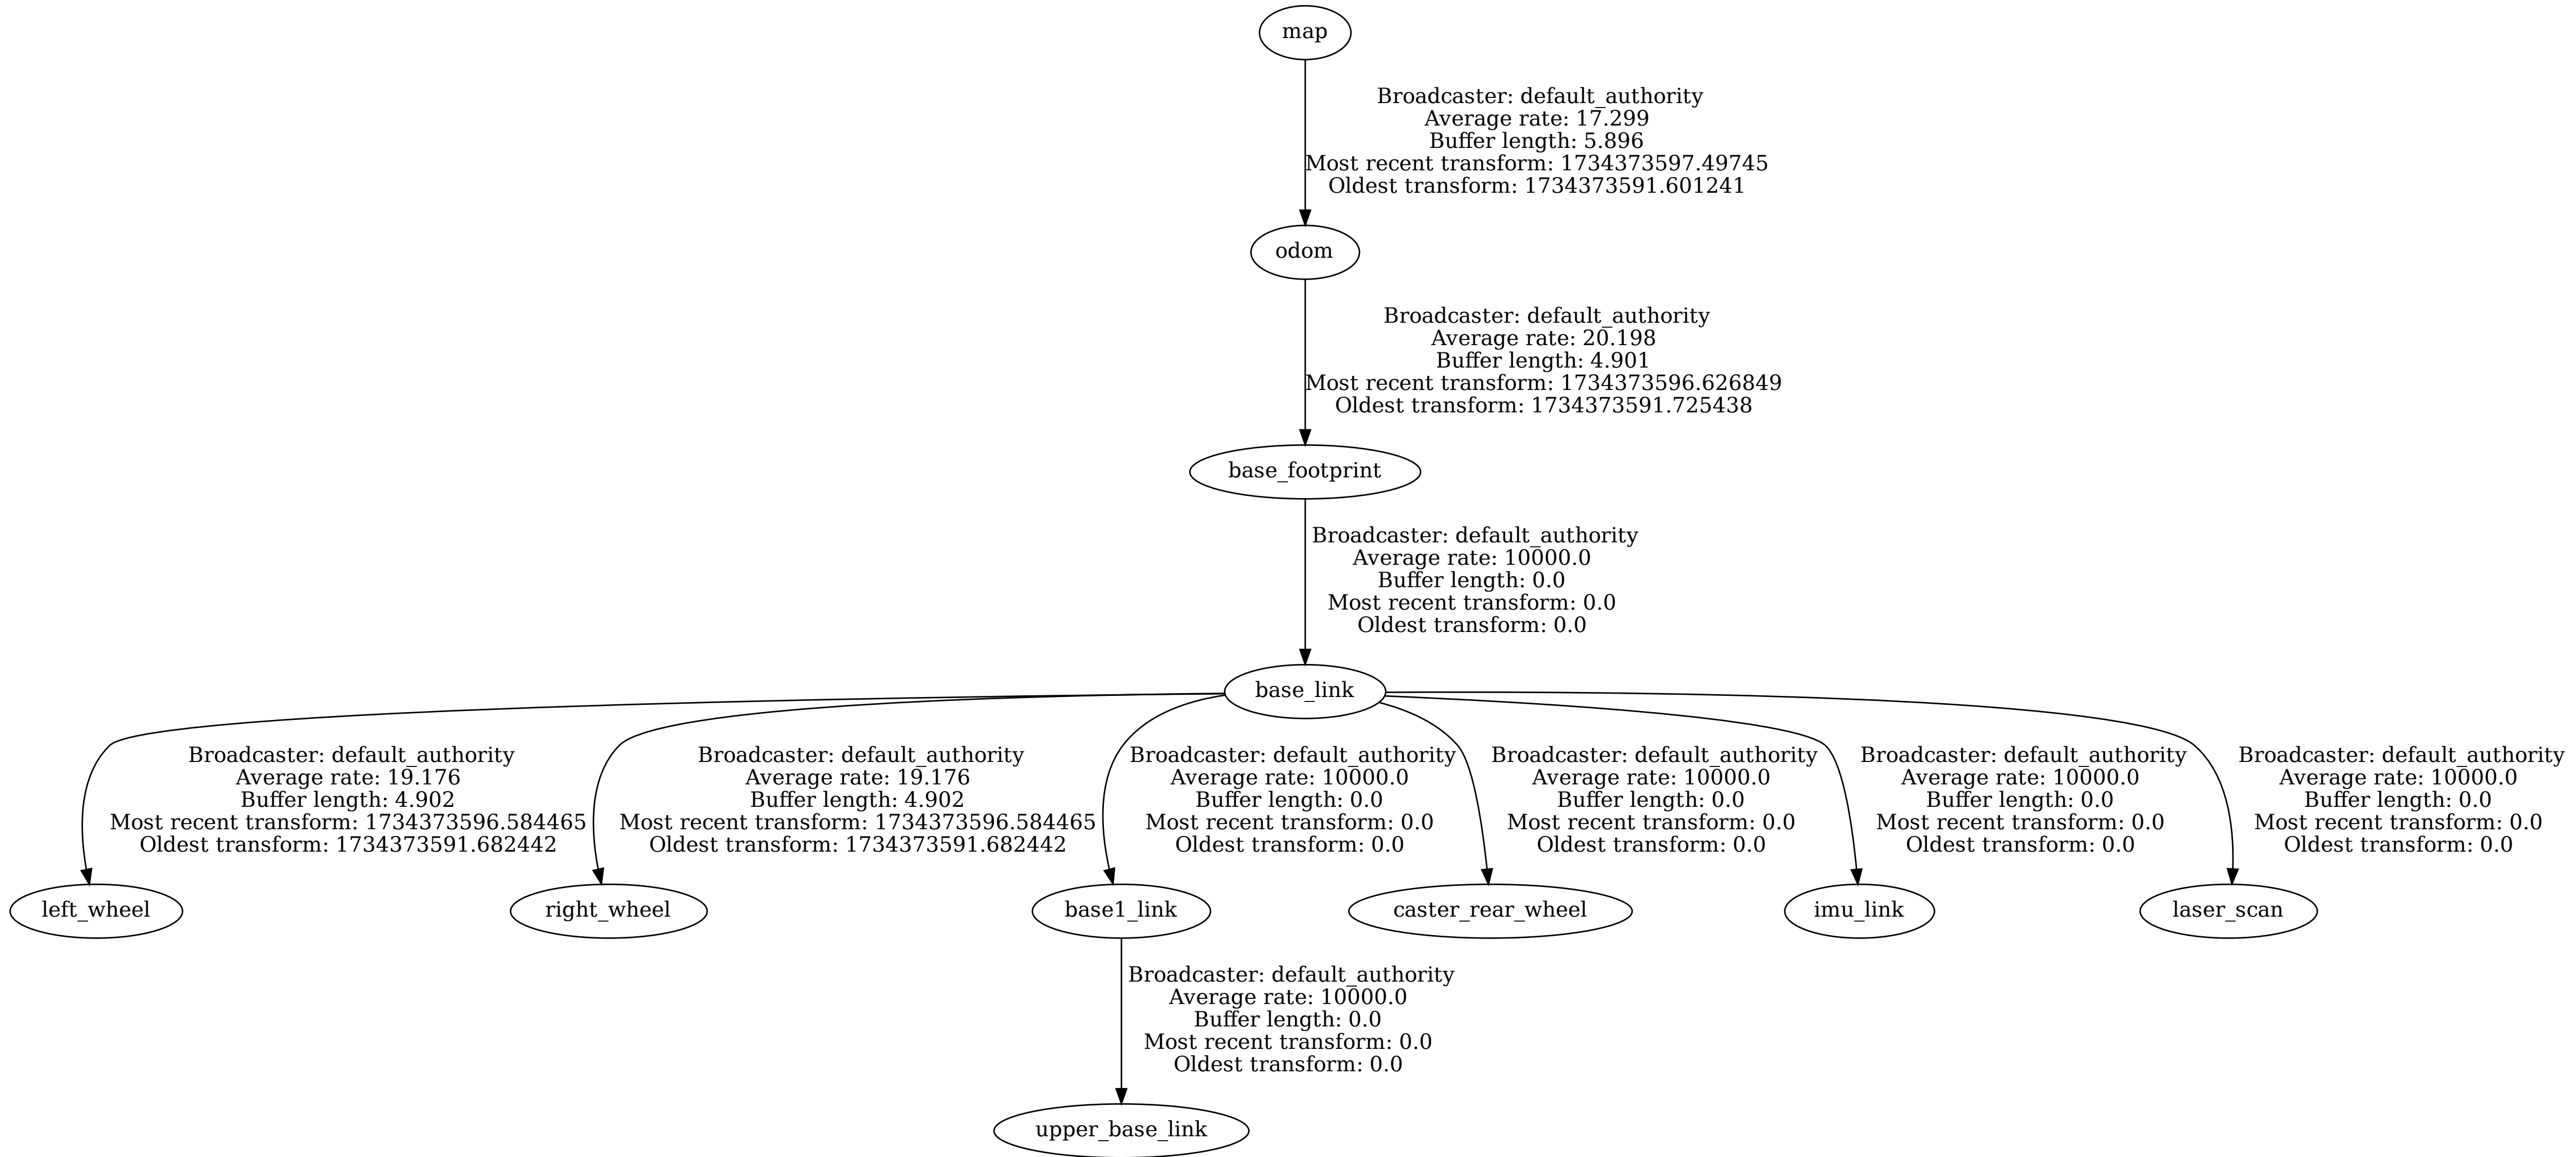 map
Broadcaster: default_authority
Average rate: 17.299
Buffer length: 5.896
Most recent transform: 1734373597.49745
Oldest transform: 1734373591.601241
odom
Broadcaster: default_authority
Average rate: 20.198
Buffer length: 4.901
Most recent transform: 1734373596.626849
Oldest transform: 1734373591.725438
base_footprint
Broadcaster: default_authority
Average rate: 10000.0
Buffer length: 0.0
Most recent transform: 0.0
Oldest transform: 0.0
base_link
Broadcaster: default_authority
Average rate: 19.176
Buffer length: 4.902
Most recent transform: 1734373596.584465
Oldest transform: 1734373591.682442
Broadcaster: default_authority
Average rate: 19.176
Buffer length: 4.902
Most recent transform: 1734373596.584465
Oldest transform: 1734373591.682442
Broadcaster: default_authority
Average rate: 10000.0
Buffer length: 0.0
Most recent transform: 0.0
Oldest transform: 0.0
Broadcaster: default_authority
Average rate: 10000.0
Buffer length: 0.0
Most recent transform: 0.0
Oldest transform: 0.0
Broadcaster: default_authority
Average rate: 10000.0
Buffer length: 0.0
Most recent transform: 0.0
Oldest transform: 0.0
Broadcaster: default_authority
Average rate: 10000.0
Buffer length: 0.0
Most recent transform: 0.0
Oldest transform: 0.0
left_wheel
right_wheel
base1_link
caster_rear_wheel
imu_link
laser_scan
Broadcaster: default_authority
Average rate: 10000.0
Buffer length: 0.0
Most recent transform: 0.0
Oldest transform: 0.0
upper_base_link